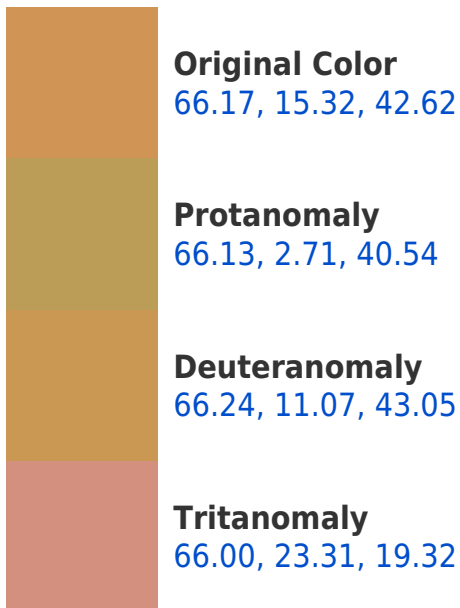 Original Color
66.17, 15.32, 42.62
Protanomaly
66.13, 2.71, 40.54
Deuteranomaly
66.24, 11.07, 43.05
Tritanomaly
66.00, 23.31, 19.32